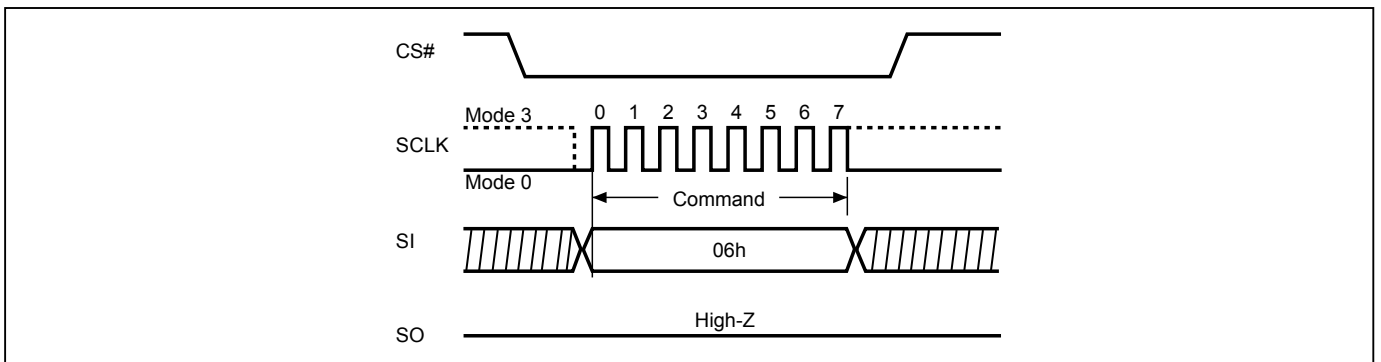 CS#
Mode 3
0 1 2 3 4 5 6 7
SCLK
Mode 0
Command
SI
06h
High-Z
SO